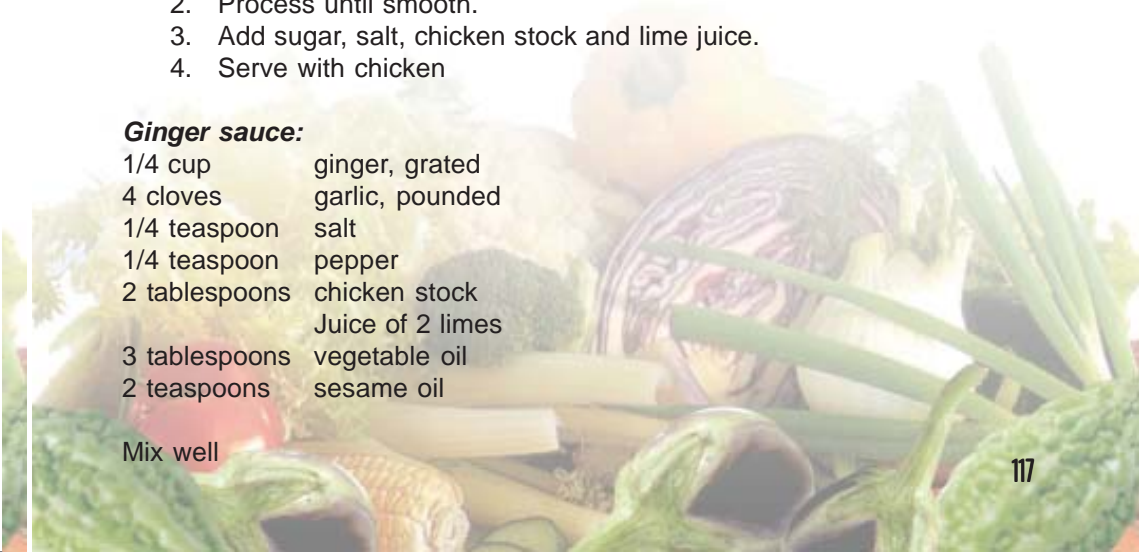 2. Process until smooth.
3. Add sugar, salt, chicken stock and lime juice.
4. Serve with chicken
Ginger sauce:
1/4 cup ginger, grated
4 cloves garlic, pounded
1/4 teaspoon salt
1/4 teaspoon pepper
2 tablespoons chicken stock
Juice of 2 limes
3 tablespoons vegetable oil
2 teaspoons sesame oil
Mix well
117